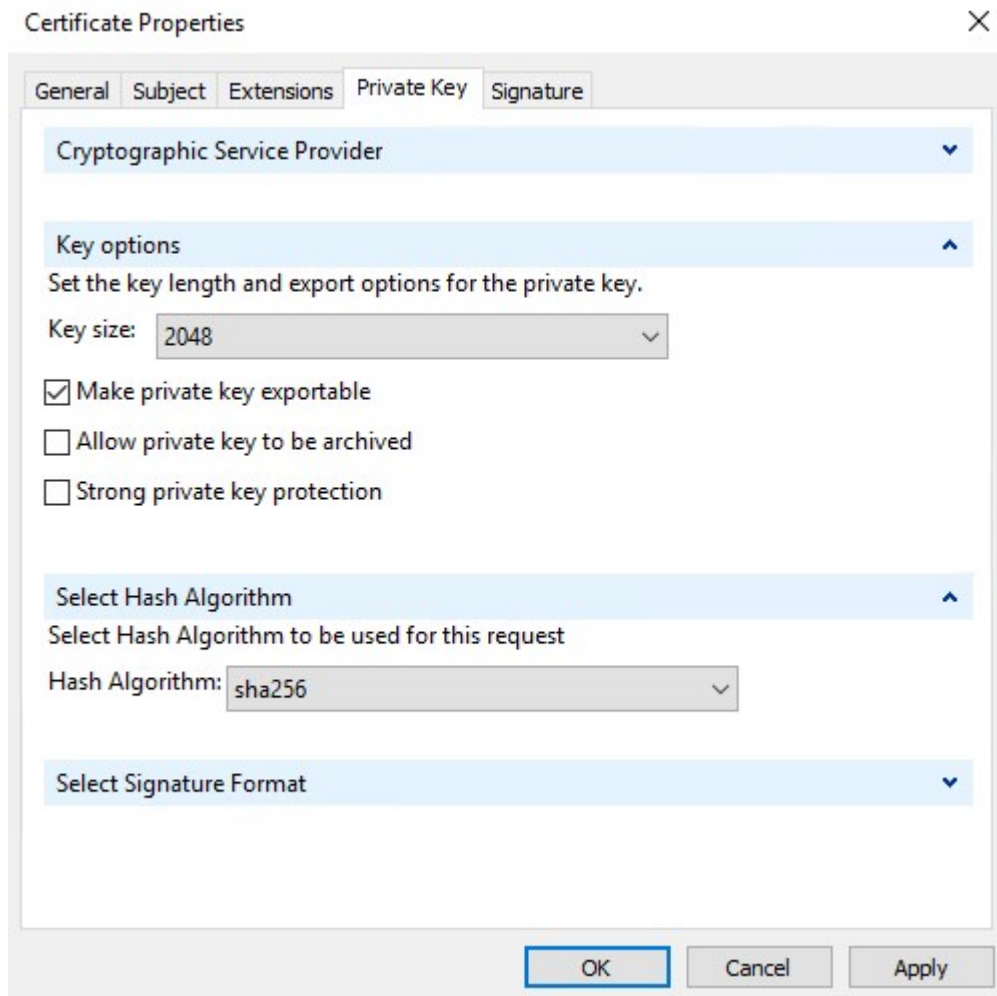 Certificate Properties
General Subject Extensions Private Key Signature
Cryptographic Service Provider
Key options
Set the key length and export options for the private key.
Key size: 2048
Make private key exportable
Allow private key to be archived
Strong private key protection
Select Hash Algorithm
Select Hash Algorithm to be used for this request
Hash Algorithm: sha256
Select Signature Format
OK Cancel Apply